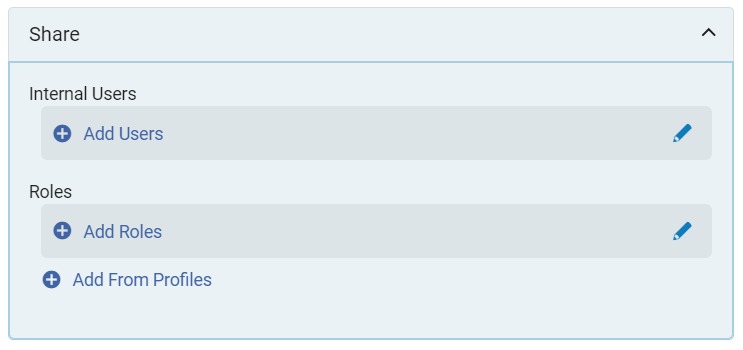 Share
Internal Users
Add Users
Roles
Add Roles
Add From Profiles